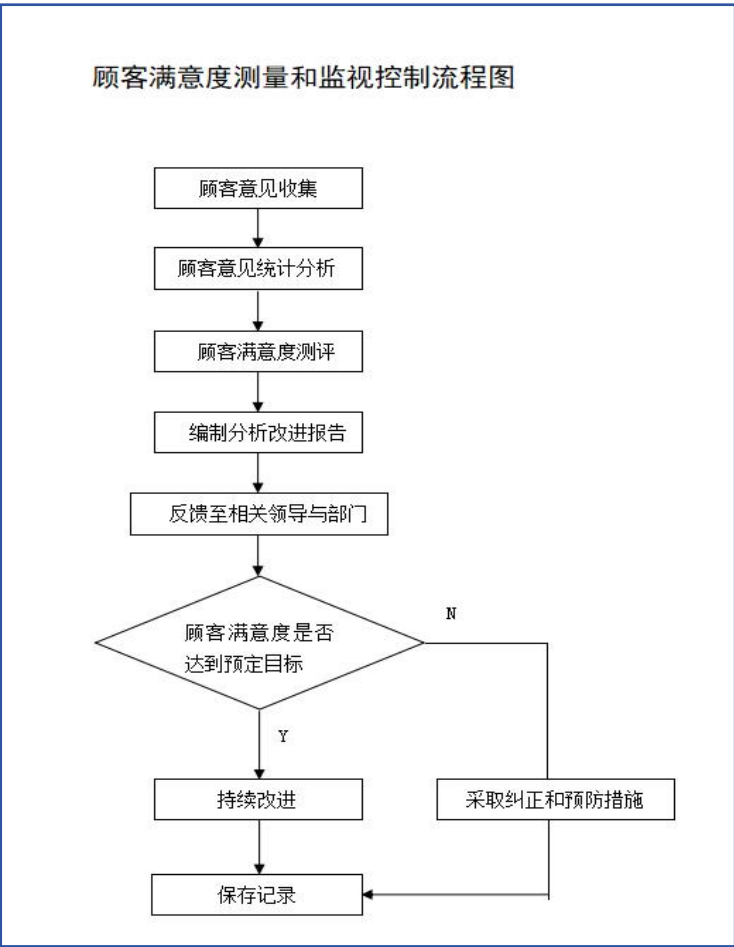 顾客满意度测量和监视控制流程图
顾客意见收集
顾客意见统计分析
顾客满意度测评
编制分析改进报告
反馈至相关领导与部门
顾客满意度是否
达到预定目标
N
Y
持续改进
采取纠正和预防措施
保存记录